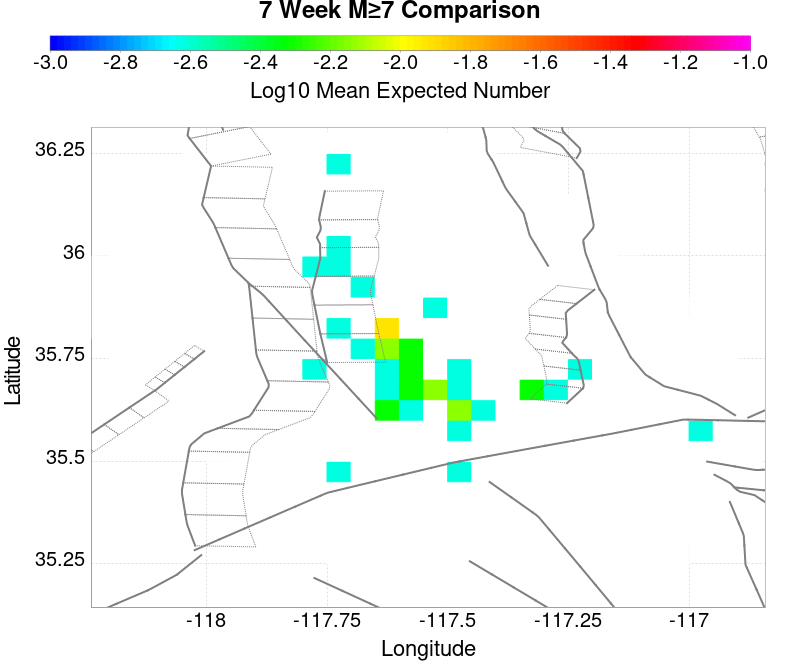 7 Week M≥7 Comparison
-3.0 -2.8 -2.6 -2.4 -2.2 -2.0 -1.8 -1.6 -1.4 -1.2 -1.0
Log10 Mean Expected Number
36.25
36
35.75
35.5
35.25
Latitude
-118 -117.75 -117.5 -117.25 -117
Longitude